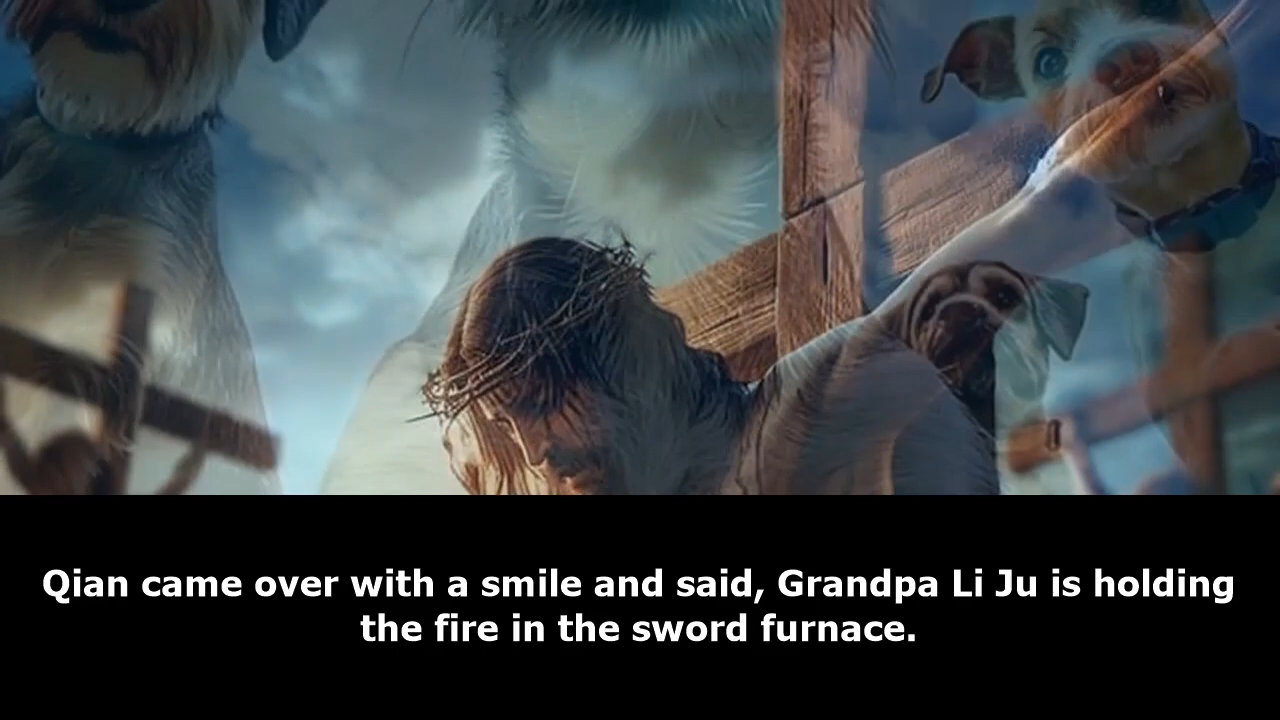 Qian came over with a smile and said, Grandpa Li Ju is holding
the fire in the sword furnace.